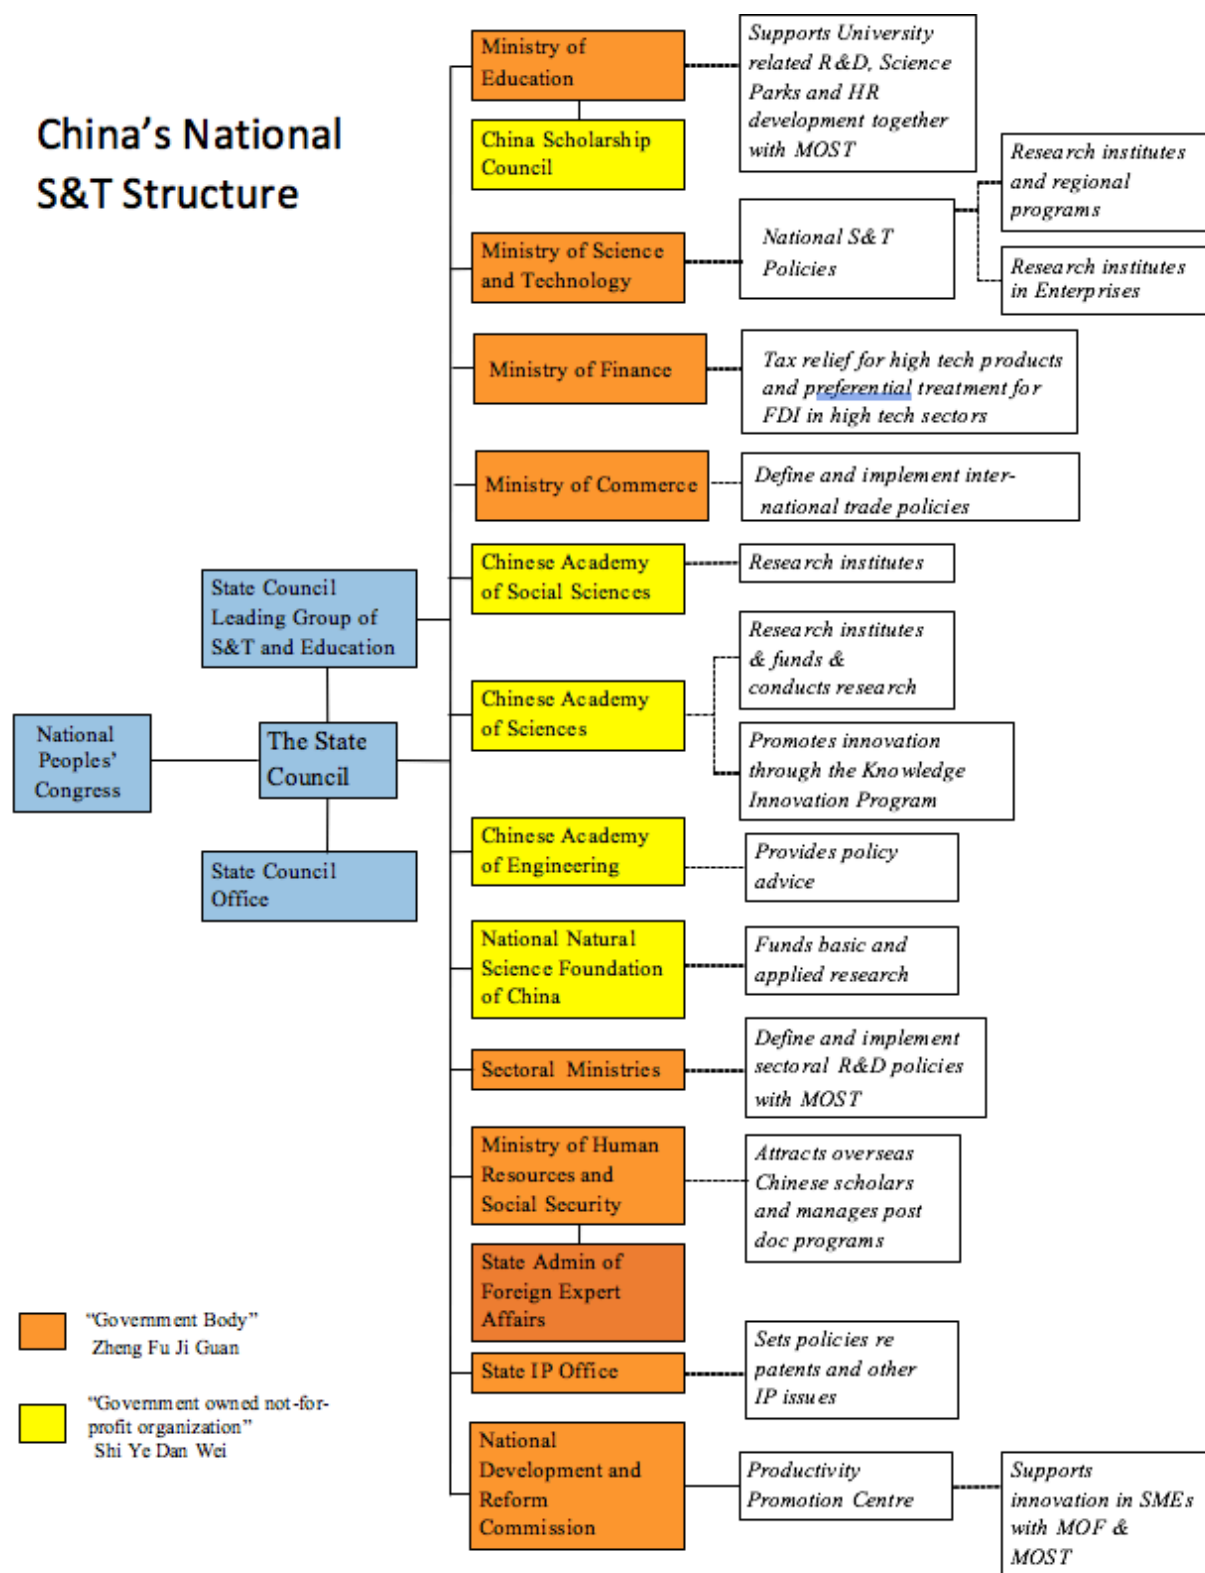 China's National
S&T Structure
Ministry of
Education
China Scholarship
Council
Supports University
related R&D, Science
Parks and HR
development together
with MOST
Ministry of Science
and Technology
National S&T
Policies
Research institutes
and regional
programs
Research institutes
in Enterprises
Ministry of Finance
Tax relief for high tech products
and preferential treatment for
FDI in high tech sectors
Ministry of Commerce
Define and implement inter-
national trade policies
Chinese Academy
of Social Sciences
Research institutes
State Council
Leading Group of
S&T and Education
National
Peoples'
Congress
The State
Council
State Council
Office
Chinese Academy
of Sciences
Research institutes
& funds &
conducts research
Promotes innovation
through the Knowledge
Innovation Program
Chinese Academy
of Engineering
Provides policy
advice
National Natural
Science Foundation
of China
Funds basic and
applied research
Sectoral Ministries
Define and implement
sectoral R&D policies
with MOST
Ministry of Human
Resources and
Social Security
Attracts overseas
Chinese scholars
and manages post
doc programs
State Admin of
Foreign Expert
Affairs
State IP Office
Sets policies re
patents and other
IP issues
National
Development and
Reform
Commission
Productivity
Promotion Centre
Supports
innovation in SMEs
with MOF &
MOST
"Government Body"
Zheng Fu Ji Guan
"Government owned not-for-
profit organization"
Shi Ye Dan Wei